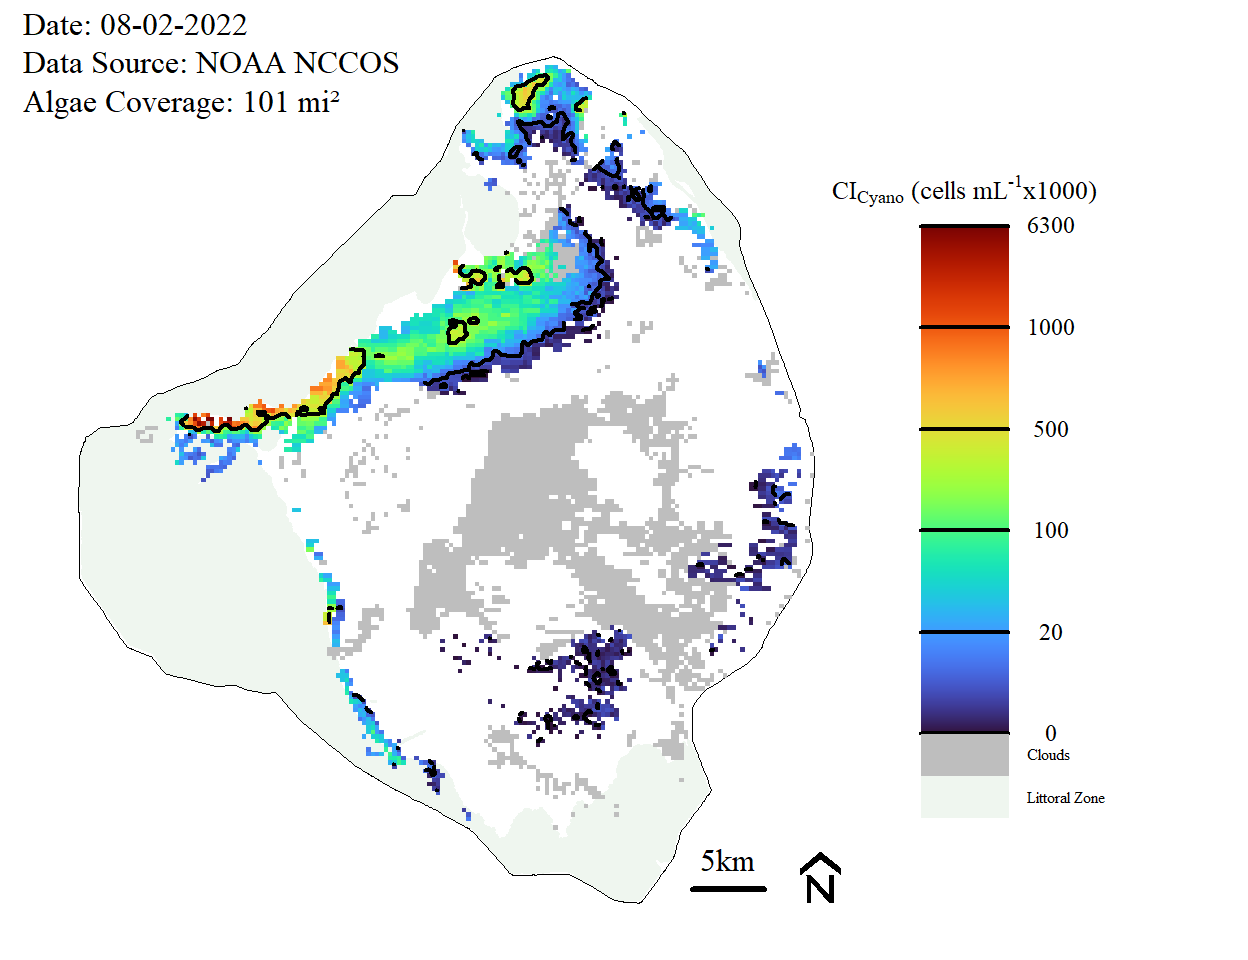 Date: 08-02-2022
Data Source: NOAA NCCOS
Algae Coverage: 101 mi²
CICyano (cells mL-1x1000)
6300
1000
500
100
20
0
Clouds
Littoral Zone
5km
N